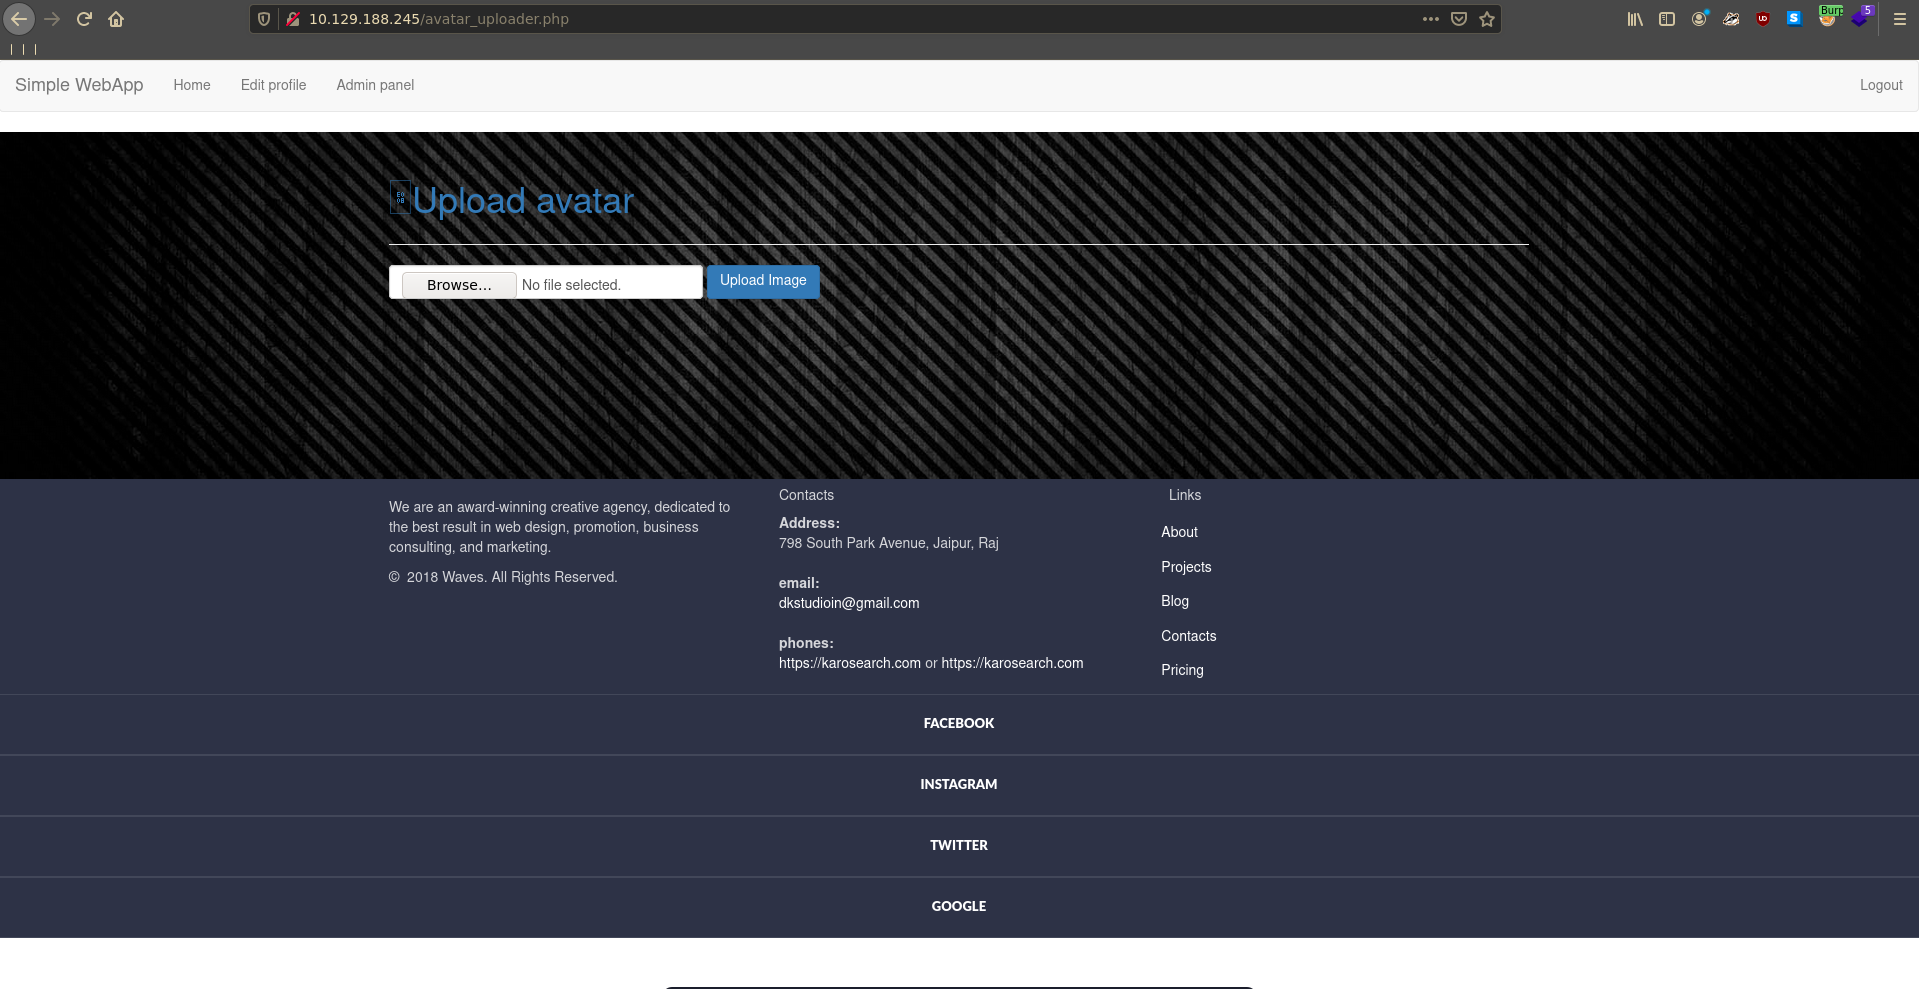 10.129.188.245/avatar_uploader.php
Burp
5
Simple WebApp Home Edit profile Admin panel Logout
Upload avatar
Browse... No file selected. Upload Image
We are an award-winning creative agency, dedicated to
the best result in web design, promotion, business
consulting, and marketing.
© 2018 Waves. All Rights Reserved.
Contacts
Address:
798 South Park Avenue, Jaipur, Raj
email:
dkstudioin@gmail.com
phones:
https://karosearch.com or https://karosearch.com
Links
About
Projects
Blog
Contacts
Pricing
FACEBOOK
INSTAGRAM
TWITTER
GOOGLE